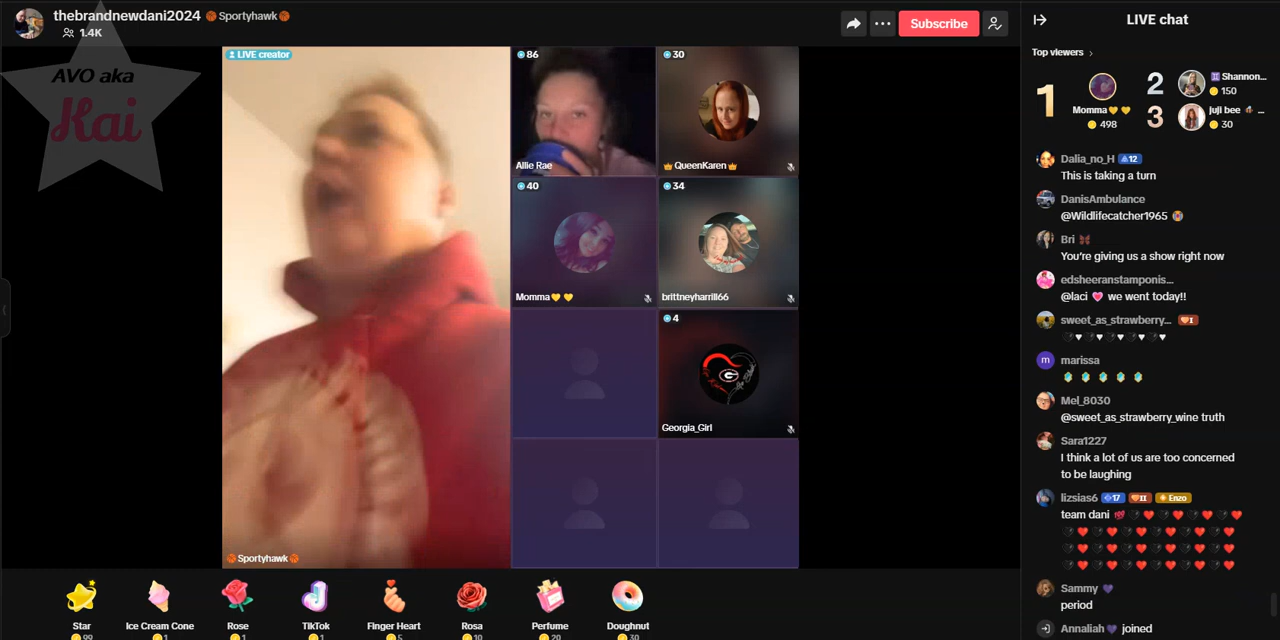 thebrandnewdani2024 🏀 Sportyhawk 🏀
1.4K
Subscribe
AVO aka
Kai
LIVE creator
🏀 Sportyhawk 🏀
86
Allie Rae
30
👑 QueenKaren 👑
40
Momma💛 💛
34
brittneyharrill66
4
Georgia_Girl
Star
99
Ice Cream Cone
1
Rose
1
TikTok
1
Finger Heart
5
Rosa
10
Perfume
20
Doughnut
30
LIVE chat
Top viewers ›
1
Momma💛 💛
498
2
♊ Shannon...
150
3
juji bee ...
30
Dalia_no_H 12
This is taking a turn
DanisAmbulance
@Wildlifecatcher1965
Bri 🦋
You're giving us a show right now
edsheeranstamponis...
@laci 💗 we went today!!
sweet_as_strawberry... I
marissa
m
Mel_8030
@sweet_as_strawberry_wine truth
Sara1227
I think a lot of us are too concerned
to be laughing
lizsias6 17 II Enzo
team dani
Sammy 💜
period
Annaliah💜 joined